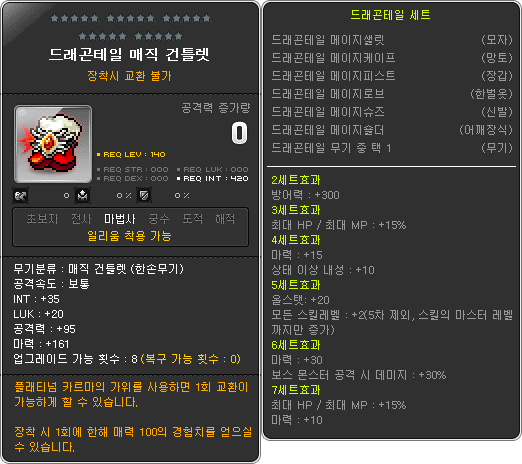 드래곤테일 매직 건틀렛
장착시 교환 불가
공격력 증가량
0
REQ LEV : 140
REQ STR : 000
REQ LUK : 000
REQ DEX : 000
REQ INT : 420
0 0 % 0 %
초보자 전사 마법사 궁수 도적 해적
일리움 착용 가능
무기분류 : 매직 건틀렛 (한손무기)
공격속도 : 보통
INT : +35
LUK : +20
공격력 : +95
마력 : +161
업그레이드 가능 횟수 : 8 (복구 가능 횟수 : 0)
플래티넘 카르마의 가위를 사용하면 1회 교환이
가능하게 할 수 있습니다.
장착 시 1회에 한해 매력 100의 경험치를 얻으실
수 있습니다.
드래곤테일 세트
드래곤테일 메이지샐릿 (모자)
드래곤테일 메이지케이프 (망토)
드래곤테일 메이지피스트 (장갑)
드래곤테일 메이지로브 (한벌옷)
드래곤테일 메이지슈즈 (신발)
드래곤테일 메이지숄더 (어깨장식)
드래곤테일 무기 중 택 1 (무기)
2세트효과
방어력 : +300
3세트효과
최대 HP / 최대 MP : +15%
4세트효과
마력 : +15
상태 이상 내성 : +10
5세트효과
올스탯: +20
모든 스킬레벨 : +2(5차 제외, 스킬의 마스터 레벨
까지만 증가)
6세트효과
마력 : +30
보스 몬스터 공격 시 데미지 : +30%
7세트효과
최대 HP / 최대 MP : +15%
마력 : +10